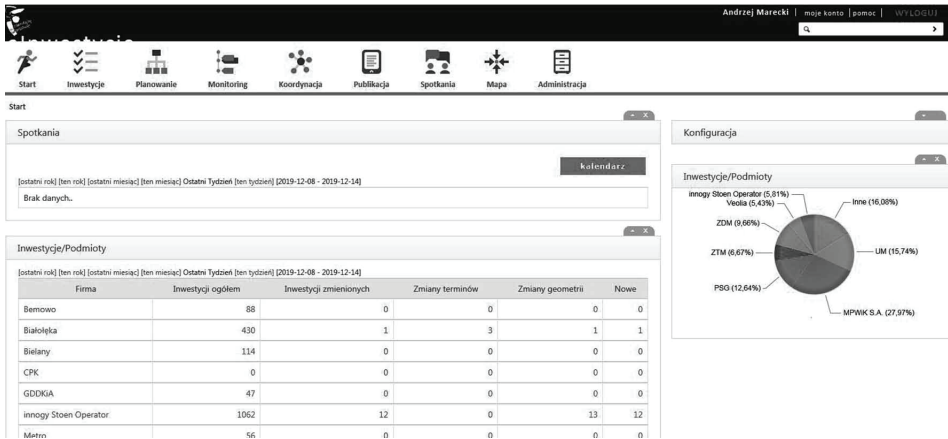 Andrzej Marecki | moje konto | pomoc | WYLOGUJ
eInwestycje
Start Inwestycje Planowanie Monitoring Koordynacja Publikacja Spotkania Mapa Administracja
Start
Spotkania
kalendarz
[ostatni rok] [ten rok] [ostatni miesiąc] [ten miesiąc] Ostatni Tydzień [ten tydzień] [2019-12-08 - 2019-12-14]
Brak danych..
Inwestycje/Podmioty
[ostatni rok] [ten rok] [ostatni miesiąc] [ten miesiąc] Ostatni Tydzień [ten tydzień] [2019-12-08 - 2019-12-14]
Firma Inwestycji ogółem Inwestycji zmienionych Zmiany terminów Zmiany geometrii Nowe
Bemowo 88 0 0 0 0
Białołęka 430 1 3 1 1
Bielany 114 0 0 0 0
CPK 0 0 0 0 0
GDDKiA 47 0 0 0 0
innogy Stoen Operator 1062 12 0 13 12
Metro 56 0 0 0 0
Konfiguracja
Inwestycje/Podmioty
innogy Stoen Operator (5,81%)
Veolia (5,43%)
Inne (16,08%)
ZDM (9,66%)
ZTM (6,67%)
UM (15,74%)
PSG (12,64%)
MPWiK S.A. (27,97%)